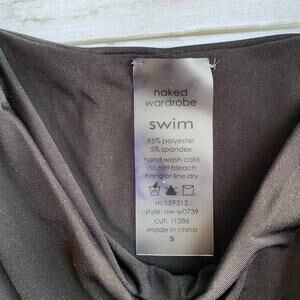 naked
wardrobe
swim
95% polyester
5% spandex
hand wash cold
do not bleach
hang or line dry
rn:159313
style: nw-w0739
cut: r1286
made in china
s